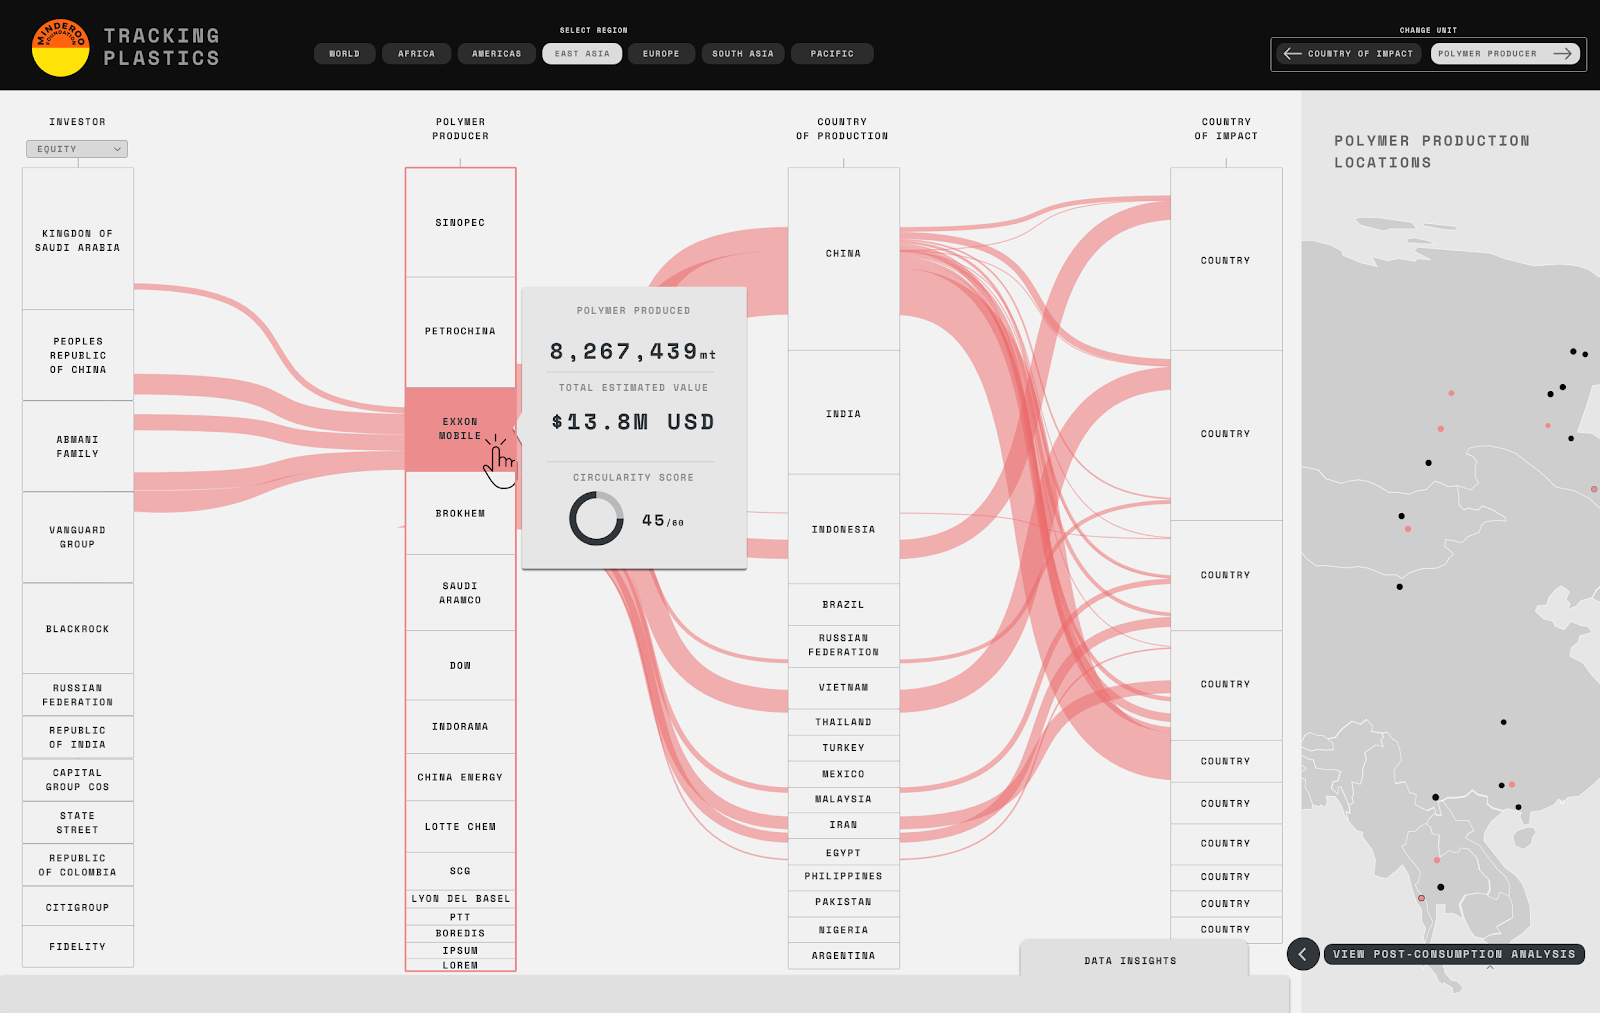 MINDEROO
FOUNDATION
TRACKING
PLASTICS
SELECT REGION
WORLD
AFRICA
AMERICAS
EAST ASIA
EUROPE
SOUTH ASIA
PACIFIC
CHANGE UNIT
COUNTRY OF IMPACT
POLYMER PRODUCER
INVESTOR
EQUITY
KINGDON OF
SAUDI ARABIA
PEOPLES
REPUBLIC
OF CHINA
ABMANI
FAMILY
VANGUARD
GROUP
BLACKROCK
RUSSIAN
FEDERATION
REPUBLIC
OF INDIA
CAPITAL
GROUP COS
STATE
STREET
REPUBLIC
OF COLOMBIA
CITIGROUP
FIDELITY
POLYMER
PRODUCER
SINOPEC
PETROCHINA
EXXON
MOBILE
BROKHEM
SAUDI
ARAMCO
DOW
INDORAMA
CHINA ENERGY
LOTTE CHEM
SCG
LYON DEL BASEL
PTT
BOREDIS
IPSUM
LOREM
POLYMER PRODUCED
8,267,439mt
TOTAL ESTIMATED VALUE
$13.8M USD
CIRCULARITY SCORE
45/60
COUNTRY
OF PRODUCTION
CHINA
INDIA
INDONESIA
BRAZIL
RUSSIAN
FEDERATION
VIETNAM
THAILAND
TURKEY
MEXICO
MALAYSIA
IRAN
EGYPT
PHILIPPINES
PAKISTAN
NIGERIA
ARGENTINA
COUNTRY
OF IMPACT
COUNTRY
COUNTRY
COUNTRY
COUNTRY
COUNTRY
COUNTRY
COUNTRY
COUNTRY
COUNTRY
COUNTRY
DATA INSIGHTS
POLYMER PRODUCTION
LOCATIONS
VIEW POST-CONSUMPTION ANALYSIS